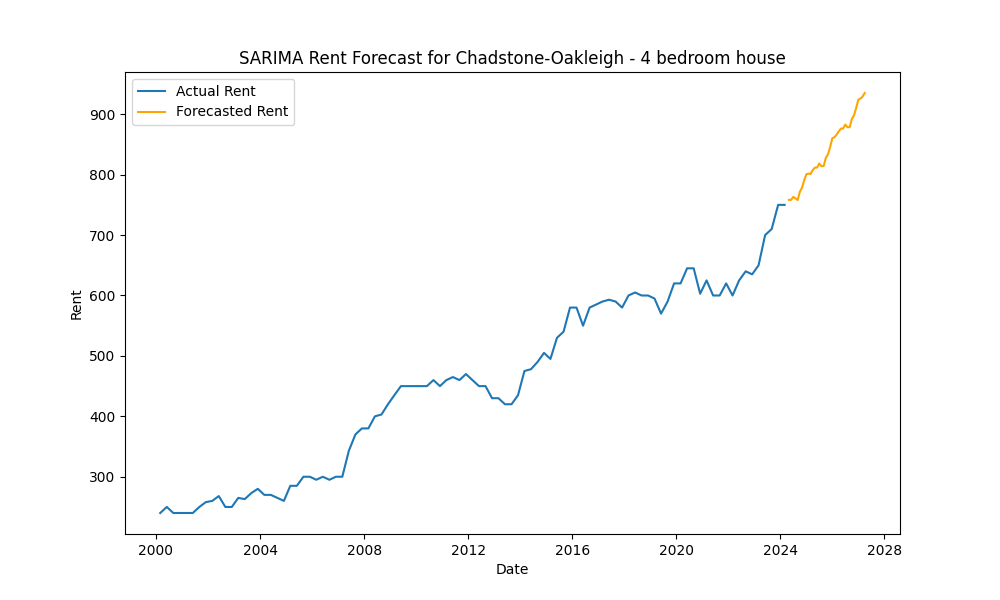 SARIMA Rent Forecast for Chadstone-Oakleigh - 4 bedroom house
Actual Rent
Forecasted Rent
900
800
700
600
500
400
300
Rent
2000 2004 2008 2012 2016 2020 2024 2028
Date